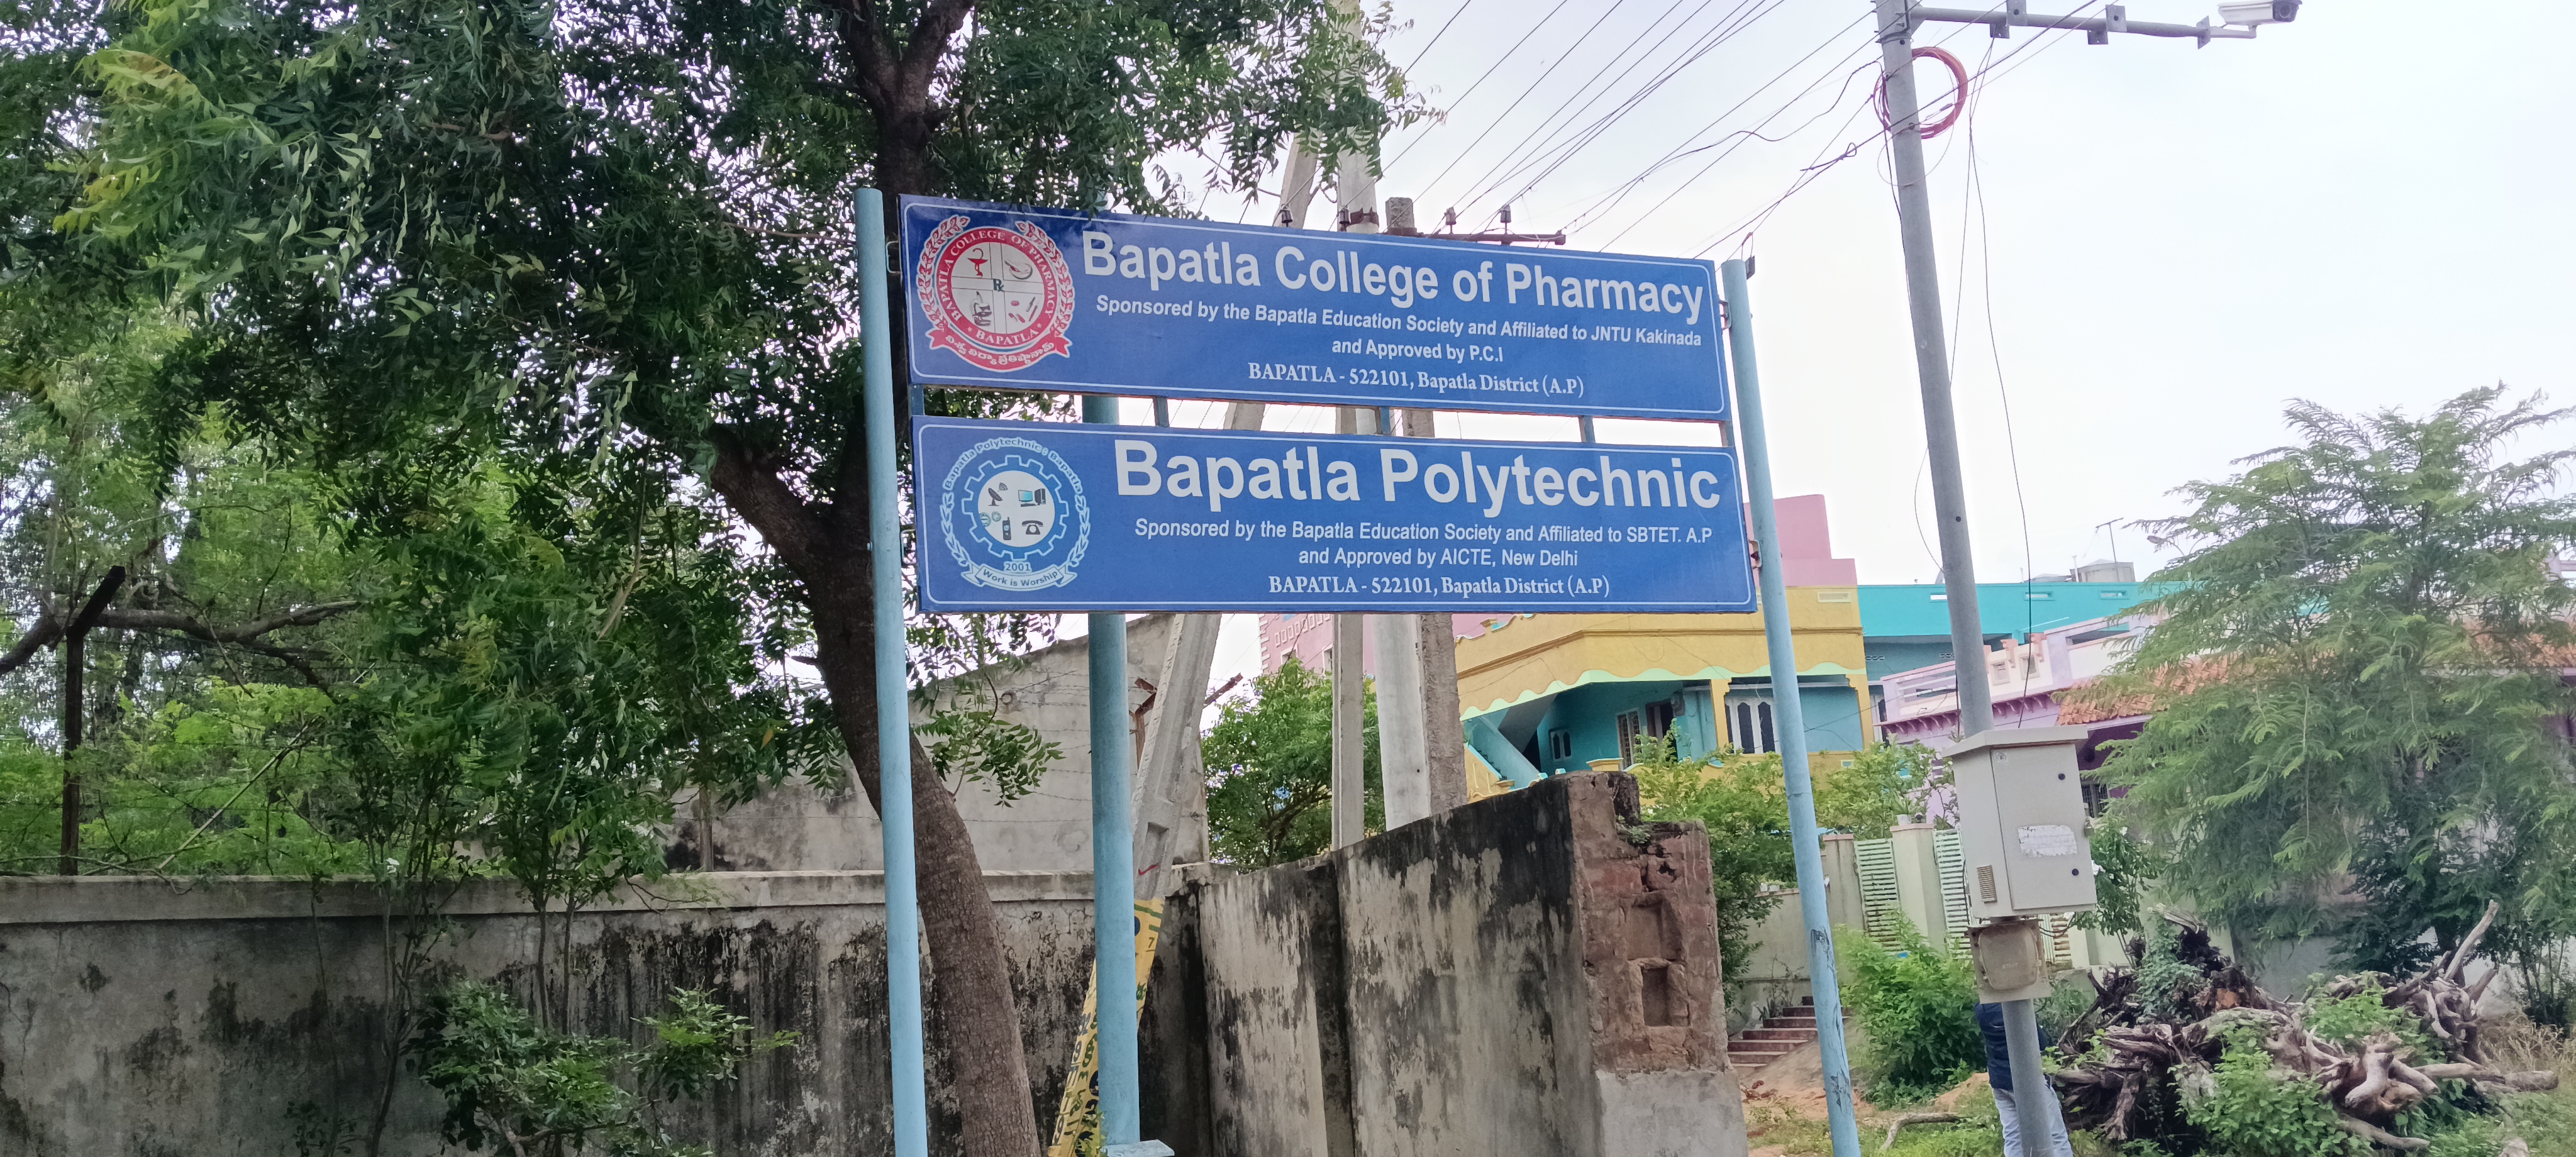 BAPATLA COLLEGE OF PHARMACY
Rx
* BAPATLA *
Bapatla College of Pharmacy
Sponsored by the Bapatla Education Society and Affiliated to JNTU Kakinada
and Approved by P.C.I
BAPATLA - 522101, Bapatla District (A.P)
Bapatla Polytechnic : Bapatla
2001
Work is Worship
Bapatla Polytechnic
Sponsored by the Bapatla Education Society and Affiliated to SBTET. A.P
and Approved by AICTE, New Delhi
BAPATLA - 522101, Bapatla District (A.P)